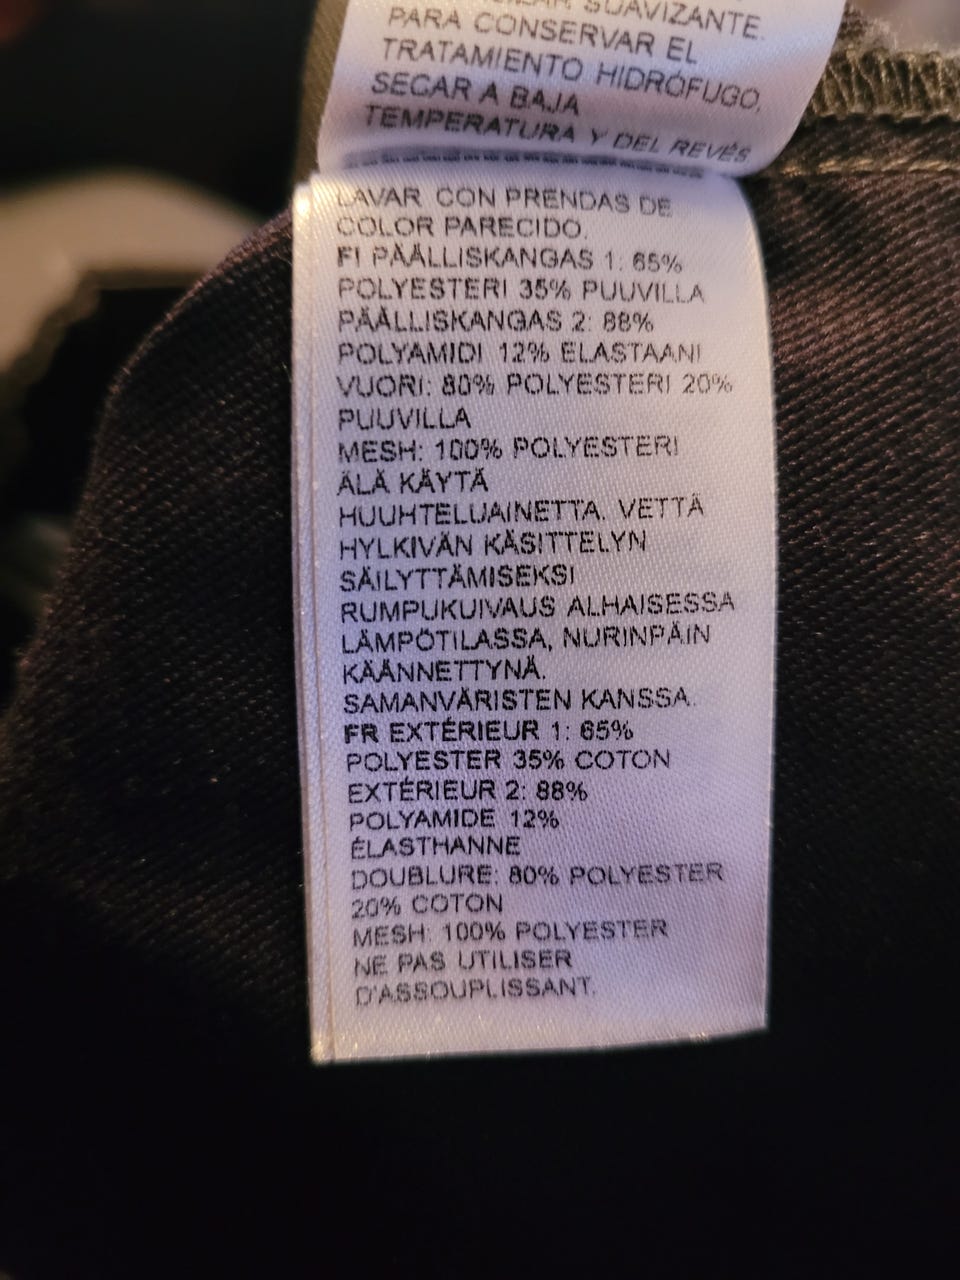 SUAVIZANTE.
PARA CONSERVAR EL
TRATAMIENTO HIDRÓFUGO,
SECAR A BAJA
TEMPERATURA Y DEL REVÉS
LAVAR CON PRENDAS DE
COLOR PARECIDO.
FI PÄÄLLISKANGAS 1: 65%
POLYESTERI 35% PUUVILLA
PÄÄLLISKANGAS 2: 88%
POLYAMIDI 12% ELASTAANI
VUORI: 80% POLYESTERI 20%
PUUVILLA
MESH: 100% POLYESTERI
ÄLÄ KÄYTÄ
HUUHTELUAINETTA. VETTÄ
HYLKIVÄN KÄSITTELYN
SÄILYTTÄMISEKSI
RUMPUKUIVAUS ALHAISESSA
LÄMPÖTILASSA, NURINPÄIN
KÄÄNNETTYNÄ.
SAMANVÄRISTEN KANSSA.
FR EXTÉRIEUR 1: 65%
POLYESTER 35% COTON
EXTÉRIEUR 2: 88%
POLYAMIDE 12%
ÉLASTHANNE
DOUBLURE: 80% POLYESTER
20% COTON
MESH: 100% POLYESTER
NE PAS UTILISER
D'ASSOUPLISSANT.